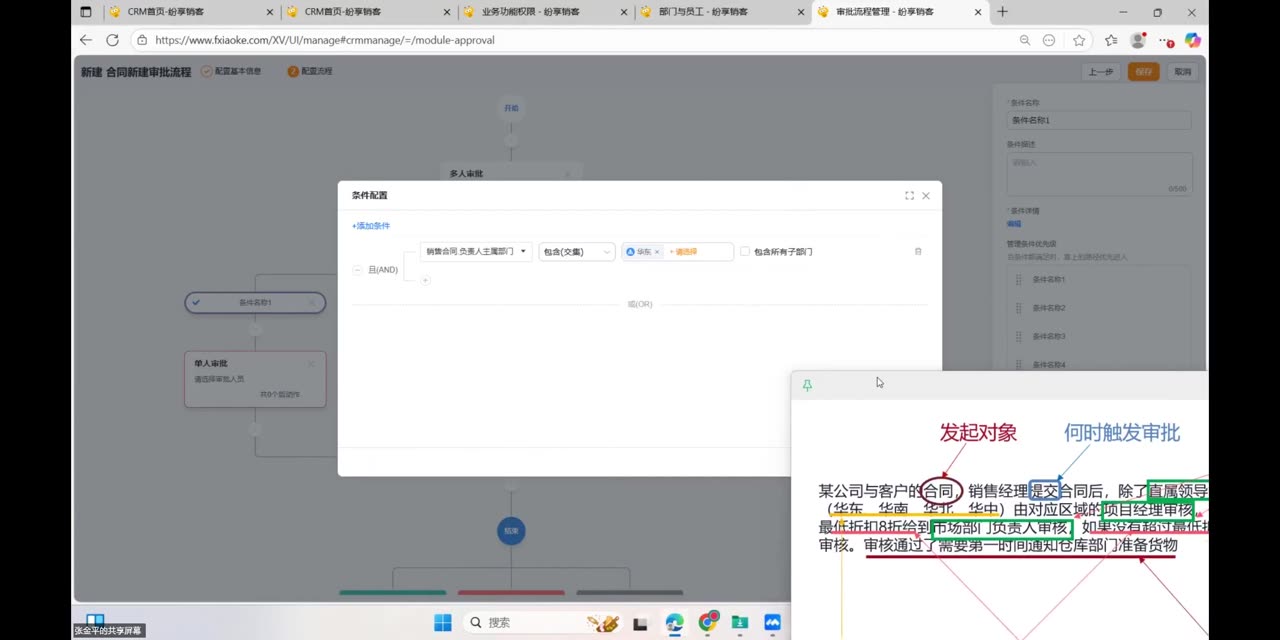 CRM首页-纷享销客
CRM首页-纷享销客
业务功能权限 - 纷享销客
部门与员工 - 纷享销客
审批流程管理 - 纷享销客
https://www.fxiaoke.com/XV/UI/manage#crmmanage/=/module-approval
新建 合同新建审批流程
配置基本信息
2 配置流程
上一步
保存
取消
开始
多人审批
条件名称1
单人审批
请选择审批人员
共0个后动作
结束
*条件名称
条件名称1
条件描述
请输入
0/500
*条件详情
编辑
管理条件优先级
条件名称1
条件名称2
条件名称3
条件名称4
条件配置
+添加条件
销售合同.负责人主属部门
包含(交集)
华东 ×
+ 请选择
包含所有子部门
且(AND)
或(OR)
发起对象
何时触发审批
某公司与客户的合同，销售经理提交合同后，除了直属领导
（华东、华南、华北、华中）由对应区域的项目经理审核
最低折扣8折给到市场部门负责人审核，如果没有超过最低折
审核。审核通过了需要第一时间通知仓库部门准备货物
搜索
张金平的共享屏幕